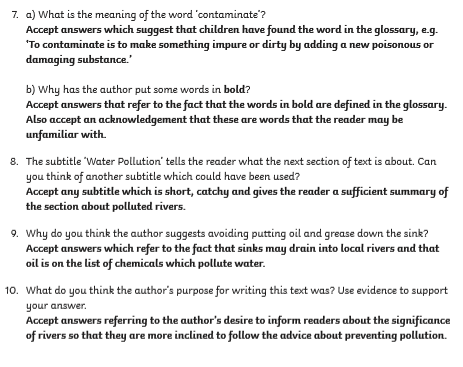 7. a) What is the meaning of the word ‘contaminate’?
Accept answers which suggest that children have found the word in the glossary, e.g.
‘To contaminate is to make something impure or dirty by adding a new poisonous or
damaging substance.’
b) Why has the author put some words in bold?
Accept answers that refer to the fact that the words in bold are defined in the glossary.
Also accept an acknowledgement that these are words that the reader may be
unfamiliar with.
8. The subtitle ‘Water Pollution’ tells the reader what the next section of text is about. Can
you think of another subtitle which could have been used?
Accept any subtitle which is short, catchy and gives the reader a sufficient summary of
the section about polluted rivers.
9. Why do you think the author suggests avoiding putting oil and grease down the sink?
Accept answers which refer to the fact that sinks may drain into local rivers and that
oil is on the list of chemicals which pollute water.
10. What do you think the author’s purpose for writing this text was? Use evidence to support
your answer.
Accept answers referring to the author’s desire to inform readers about the significance
of rivers so that they are more inclined to follow the advice about preventing pollution.